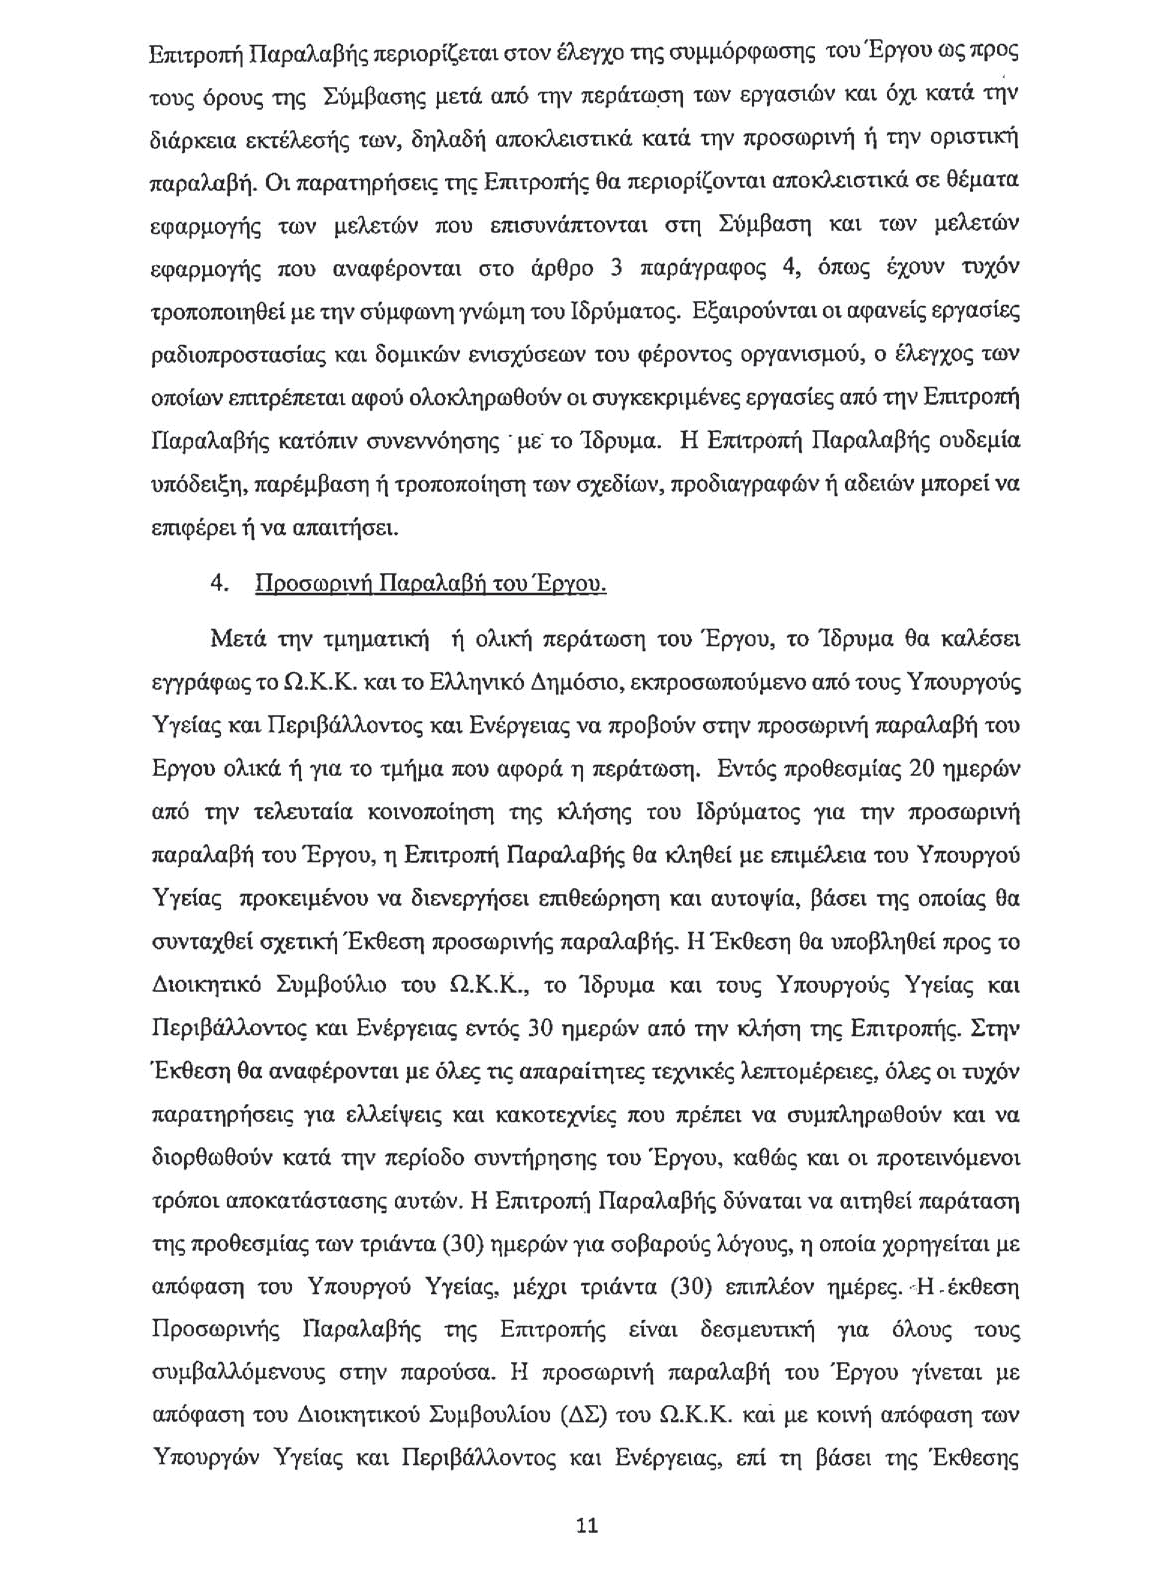 Επιτροπή Παραλαβής περιορίζεται στον έλεγχο της συμμόρφωσης του Έργου ως προς
τους όρους της Σύμβασης μετά από την περάτωση των εργασιών και όχι κατά την
διάρκεια εκτέλεσής των, δηλαδή αποκλειστικά κατά την προσωρινή ή την οριστική
παραλαβή. Οι παρατηρήσεις της Επιτροπής θα περιορίζονται αποκλειστικά σε θέματα
εφαρμογής των μελετών που επισυνάπτονται στη Σύμβαση και των μελετών
εφαρμογής που αναφέρονται στο άρθρο 3 παράγραφος 4, όπως έχουν τυχόν
τροποποιηθεί με την σύμφωνη γνώμη του Ιδρύματος. Εξαιρούνται οι αφανείς εργασίες
ραδιοπροστασίας και δομικών ενισχύσεων του φέροντος οργανισμού, ο έλεγχος των
οποίων επιτρέπεται αφού ολοκληρωθούν οι συγκεκριμένες εργασίες από την Επιτροπή
Παραλαβής κατόπιν συνεννόησης με το Ίδρυμα. Η Επιτροπή Παραλαβής ουδεμία
υπόδειξη, παρέμβαση ή τροποποίηση των σχεδίων, προδιαγραφών ή αδειών μπορεί να
επιφέρει ή να απαιτήσει.
4. Προσωρινή Παραλαβή του Έργου.
Μετά την τμηματική ή ολική περάτωση του Έργου, το Ίδρυμα θα καλέσει
εγγράφως το Ω.Κ.Κ. και το Ελληνικό Δημόσιο, εκπροσωπούμενο από τους Υπουργούς
Υγείας και Περιβάλλοντος και Ενέργειας να προβούν στην προσωρινή παραλαβή του
Εργου ολικά ή για το τμήμα που αφορά η περάτωση. Εντός προθεσμίας 20 ημερών
από την τελευταία κοινοποίηση της κλήσης του Ιδρύματος για την προσωρινή
παραλαβή του Έργου, η Επιτροπή Παραλαβής θα κληθεί με επιμέλεια του Υπουργού
Υγείας προκειμένου να διενεργήσει επιθεώρηση και αυτοψία, βάσει της οποίας θα
συνταχθεί σχετική Έκθεση προσωρινής παραλαβής. Η Έκθεση θα υποβληθεί προς το
Διοικητικό Συμβούλιο του Ω.Κ.Κ., το Ίδρυμα και τους Υπουργούς Υγείας και
Περιβάλλοντος και Ενέργειας εντός 30 ημερών από την κλήση της Επιτροπής. Στην
Έκθεση θα αναφέρονται με όλες τις απαραίτητες τεχνικές λεπτομέρειες, όλες οι τυχόν
παρατηρήσεις για ελλείψεις και κακοτεχνίες που πρέπει να συμπληρωθούν και να
διορθωθούν κατά την περίοδο συντήρησης του Έργου, καθώς και οι προτεινόμενοι
τρόποι αποκατάστασης αυτών. Η Επιτροπή Παραλαβής δύναται να αιτηθεί παράταση
της προθεσμίας των τριάντα (30) ημερών για σοβαρούς λόγους, η οποία χορηγείται με
απόφαση του Υπουργού Υγείας, μέχρι τριάντα (30) επιπλέον ημέρες. Η έκθεση
Προσωρινής Παραλαβής της Επιτροπής είναι δεσμευτική για όλους τους
συμβαλλόμενους στην παρούσα. Η προσωρινή παραλαβή του Έργου γίνεται με
απόφαση του Διοικητικού Συμβουλίου (ΔΣ) του Ω.Κ.Κ. και με κοινή απόφαση των
Υπουργών Υγείας και Περιβάλλοντος και Ενέργειας, επί τη βάσει της Έκθεσης
11